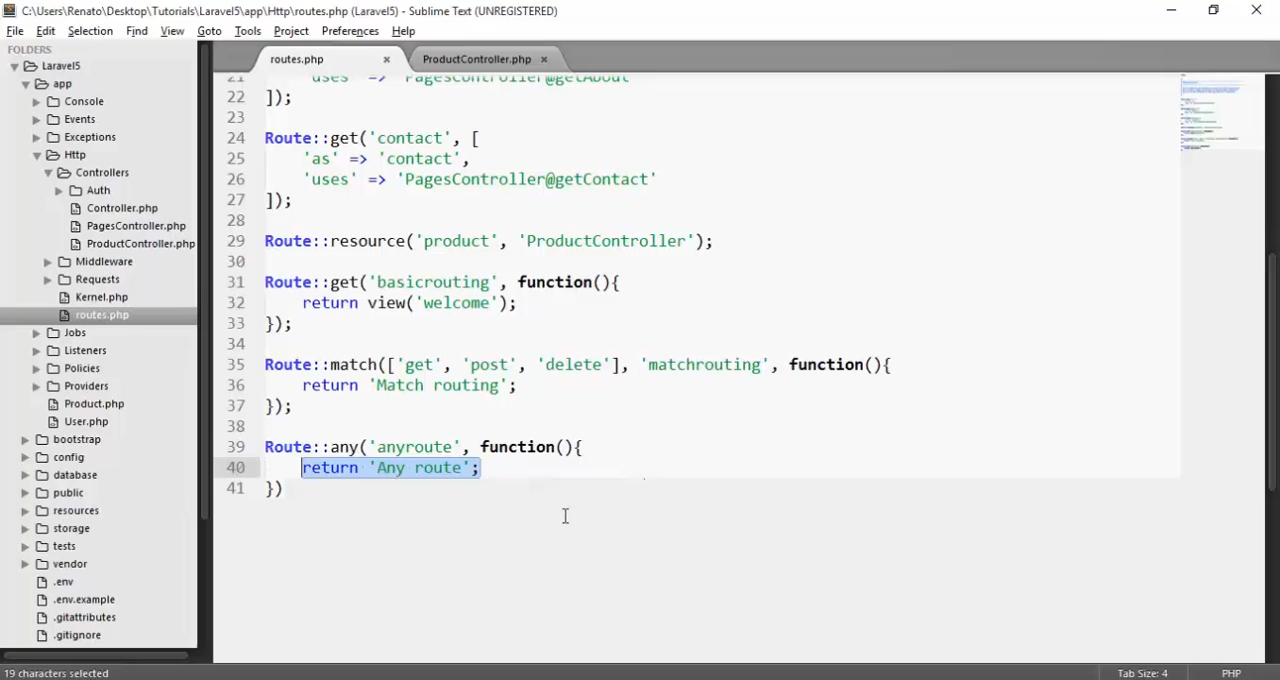 C:\Users\Renato\Desktop\Tutorials\Laravel5\app\Http\routes.php (Laravel5) - Sublime Text (UNREGISTERED)
File Edit Selection Find View Goto Tools Project Preferences Help
FOLDERS
Laravel5
app
Console
Events
Exceptions
Http
Controllers
Auth
Controller.php
PagesController.php
ProductController.php
Middleware
Requests
Kernel.php
routes.php
Jobs
Listeners
Policies
Providers
Product.php
User.php
bootstrap
config
database
public
resources
storage
tests
vendor
.env
.env.example
.gitattributes
.gitignore
routes.php × ProductController.php ×
21 'uses' => 'PagesController@getAbout'
22 ]);
23
24 Route::get('contact', [
25 'as' => 'contact',
26 'uses' => 'PagesController@getContact'
27 ]);
28
29 Route::resource('product', 'ProductController');
30
31 Route::get('basicrouting', function(){
32 return view('welcome');
33 });
34
35 Route::match(['get', 'post', 'delete'], 'matchrouting', function(){
36 return 'Match routing';
37 });
38
39 Route::any('anyroute', function(){
40 return 'Any route';
41 })
19 characters selected Tab Size: 4 PHP